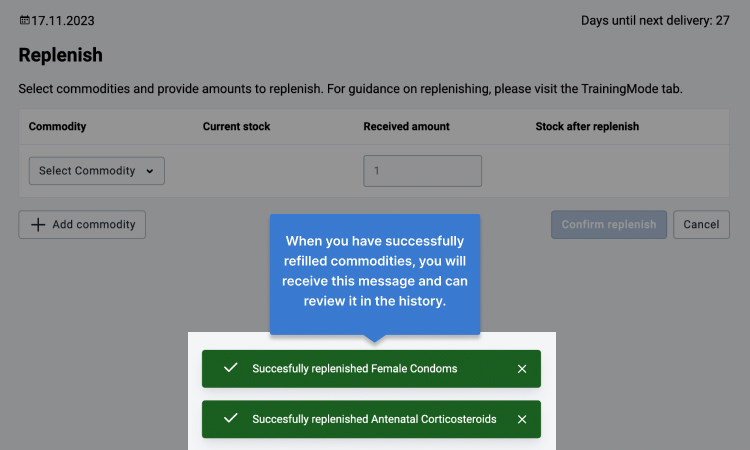 17.11.2023
Days until next delivery: 27
Replenish
Select commodities and provide amounts to replenish. For guidance on replenishing, please visit the TrainingMode tab.
Commodity Current stock Received amount Stock after replenish
Select Commodity 1
Add commodity Confirm replenish Cancel
When you have successfully
refilled commodities, you will
receive this message and can
review it in the history.
Succesfully replenished Female Condoms
Succesfully replenished Antenatal Corticosteroids